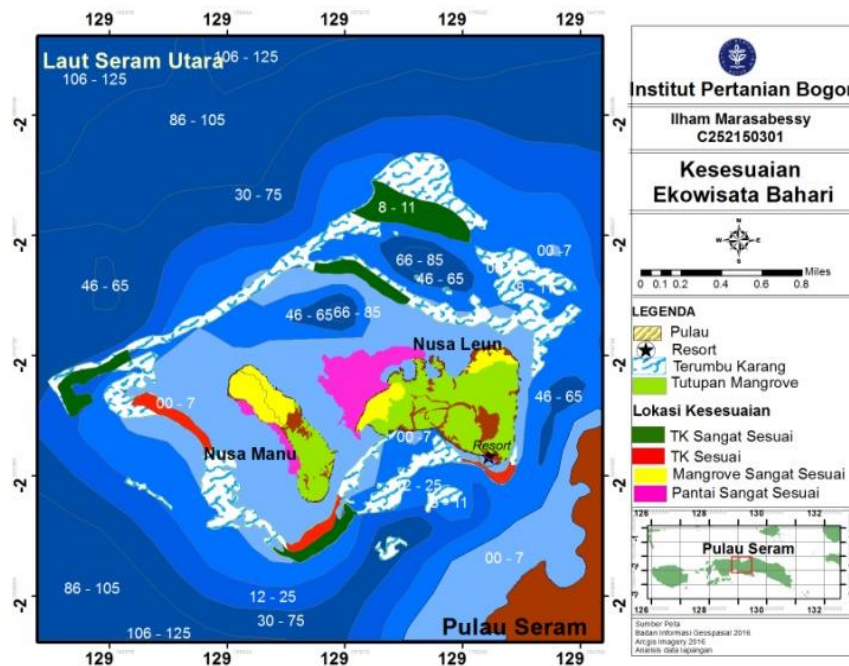 129 129 129 129 129
Laut Seram Utara
106 - 125
106 - 125
86 - 105
30 - 75
8 - 11
00 - 7
66 - 85
46 - 65
46 - 65
46 - 65
66 - 85
Nusa Leun
46 - 65
00 - 7
Nusa Manu
00 - 7
Resort
00 - 7
86 - 105
12 - 25
30 - 75
106 - 125
Pulau Seram
-2 -2 -2 -2 -2
-2 -2 -2 -2 -2
129 129 129 129 129
Institut Pertanian Bogor
Ilham Marasabessy
C252150301
Kesesuaian
Ekowisata Bahari
N
W E
S
0 0.1 0.2 0.4 0.6 0.8
Miles
LEGENDA
Pulau
Resort
Terumbu Karang
Tutupan Mangrove
Lokasi Kesesuaian
TK Sangat Sesuai
TK Sesuai
Mangrove Sangat Sesuai
Pantai Sangat Sesuai
126 128 130 132
Pulau Seram
126 128 130 132
Sumber Peta
Badan Informasi Geospasial 2016
Arcgis Imagery 2016
Analisis data lapangan